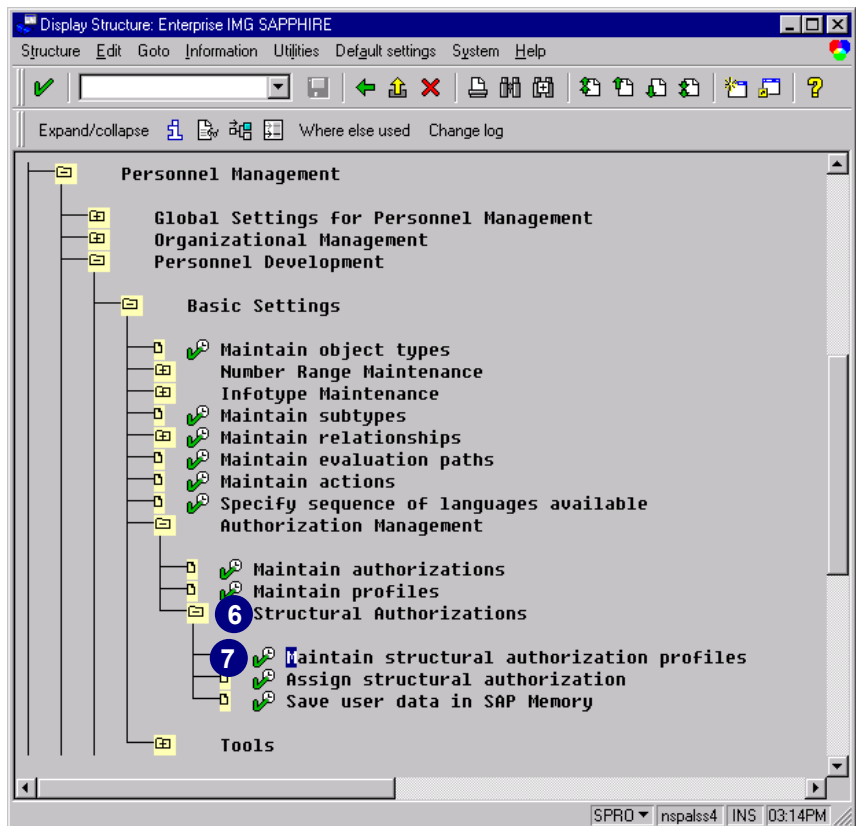 Display Structure: Enterprise IMG SAPPHIRE
Structure Edit Goto Information Utilities Default settings System Help
Expand/collapse Where else used Change log
Personnel Management
Global Settings for Personnel Management
Organizational Management
Personnel Development
Basic Settings
Maintain object types
Number Range Maintenance
Infotype Maintenance
Maintain subtypes
Maintain relationships
Maintain evaluation paths
Maintain actions
Specify sequence of languages available
Authorization Management
Maintain authorizations
Maintain profiles
6 Structural Authorizations
7 Maintain structural authorization profiles
Assign structural authorization
Save user data in SAP Memory
Tools
SPRO nspalss4 INS 03:14PM